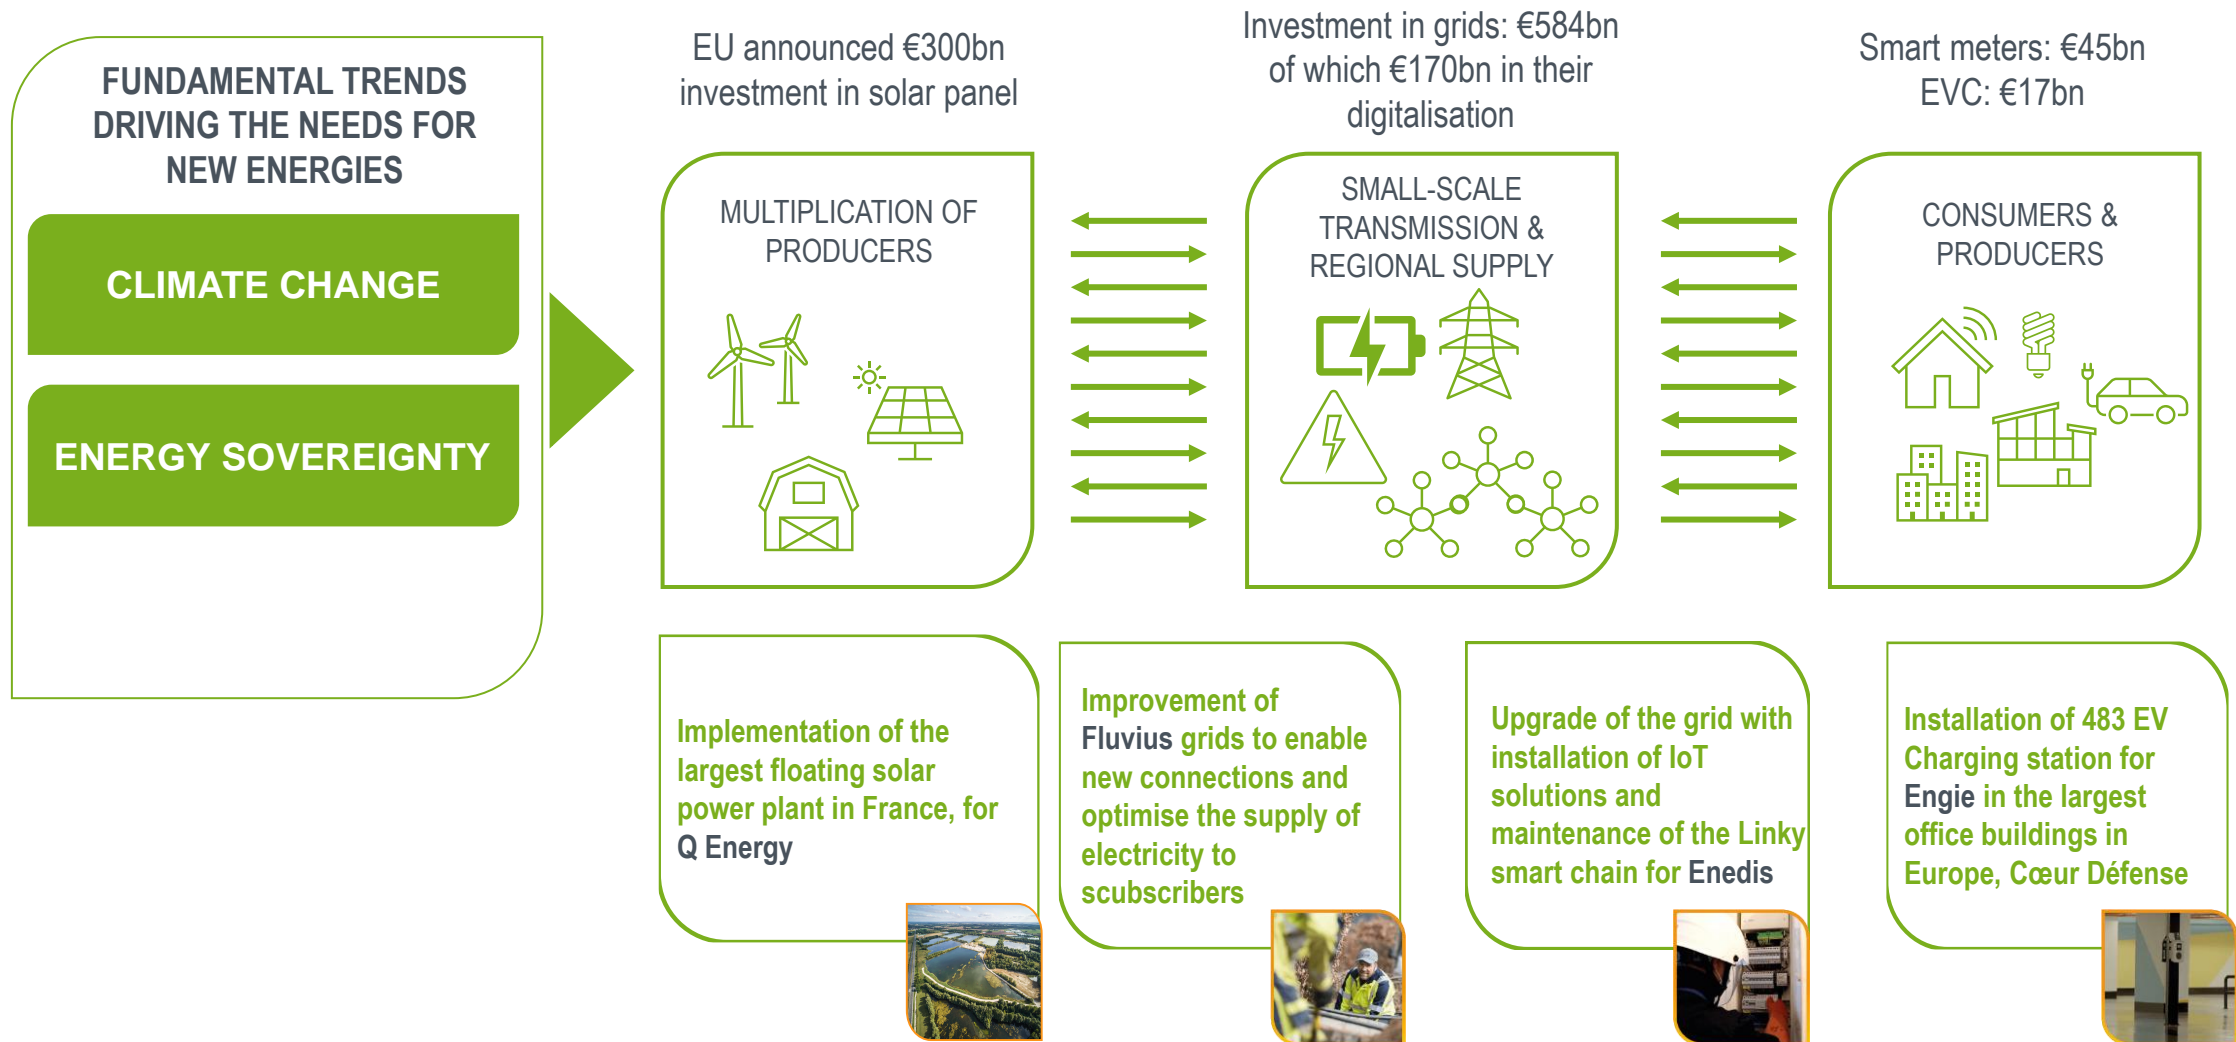 FUNDAMENTAL TRENDS
DRIVING THE NEEDS FOR
NEW ENERGIES
CLIMATE CHANGE
ENERGY SOVEREIGNTY
EU announced €300bn
investment in solar panel
MULTIPLICATION OF
PRODUCERS
Investment in grids: €584bn
of which €170bn in their
digitalisation
SMALL-SCALE
TRANSMISSION &
REGIONAL SUPPLY
Smart meters: €45bn
EVC: €17bn
CONSUMERS &
PRODUCERS
Implementation of the
largest floating solar
power plant in France, for
Q Energy
Improvement of
Fluvius grids to enable
new connections and
optimise the supply of
electricity to
scubscribers
Upgrade of the grid with
installation of IoT
solutions and
maintenance of the Linky
smart chain for Enedis
Installation of 483 EV
Charging station for
Engie in the largest
office buildings in
Europe, Cœur Défense